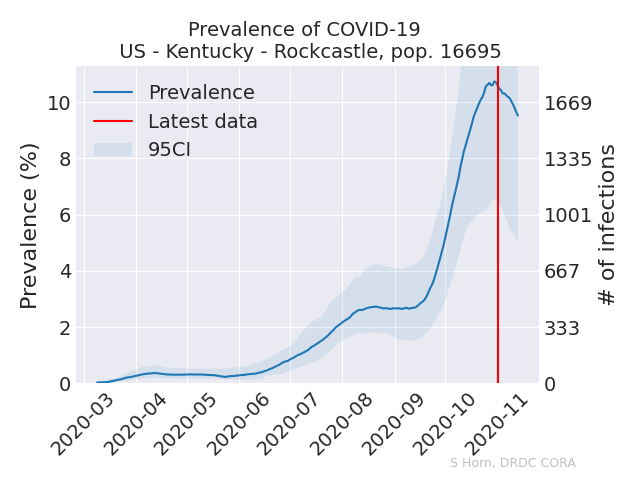 Prevalence of COVID-19
US - Kentucky - Rockcastle, pop. 16695
Prevalence
Latest data
95CI
Prevalence (%)
10
8
6
4
2
0
1669
1335
1001
667
333
0
# of infections
2020-03
2020-04
2020-05
2020-06
2020-07
2020-08
2020-09
2020-10
2020-11
S Horn, DRDC CORA